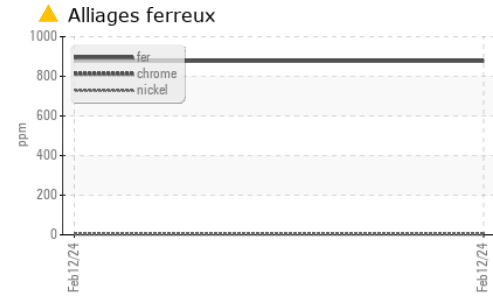 Alliages ferreux
1000
800
600
400
200
0
ppm
fer
chrome
nickel
Feb12/24
Feb12/24